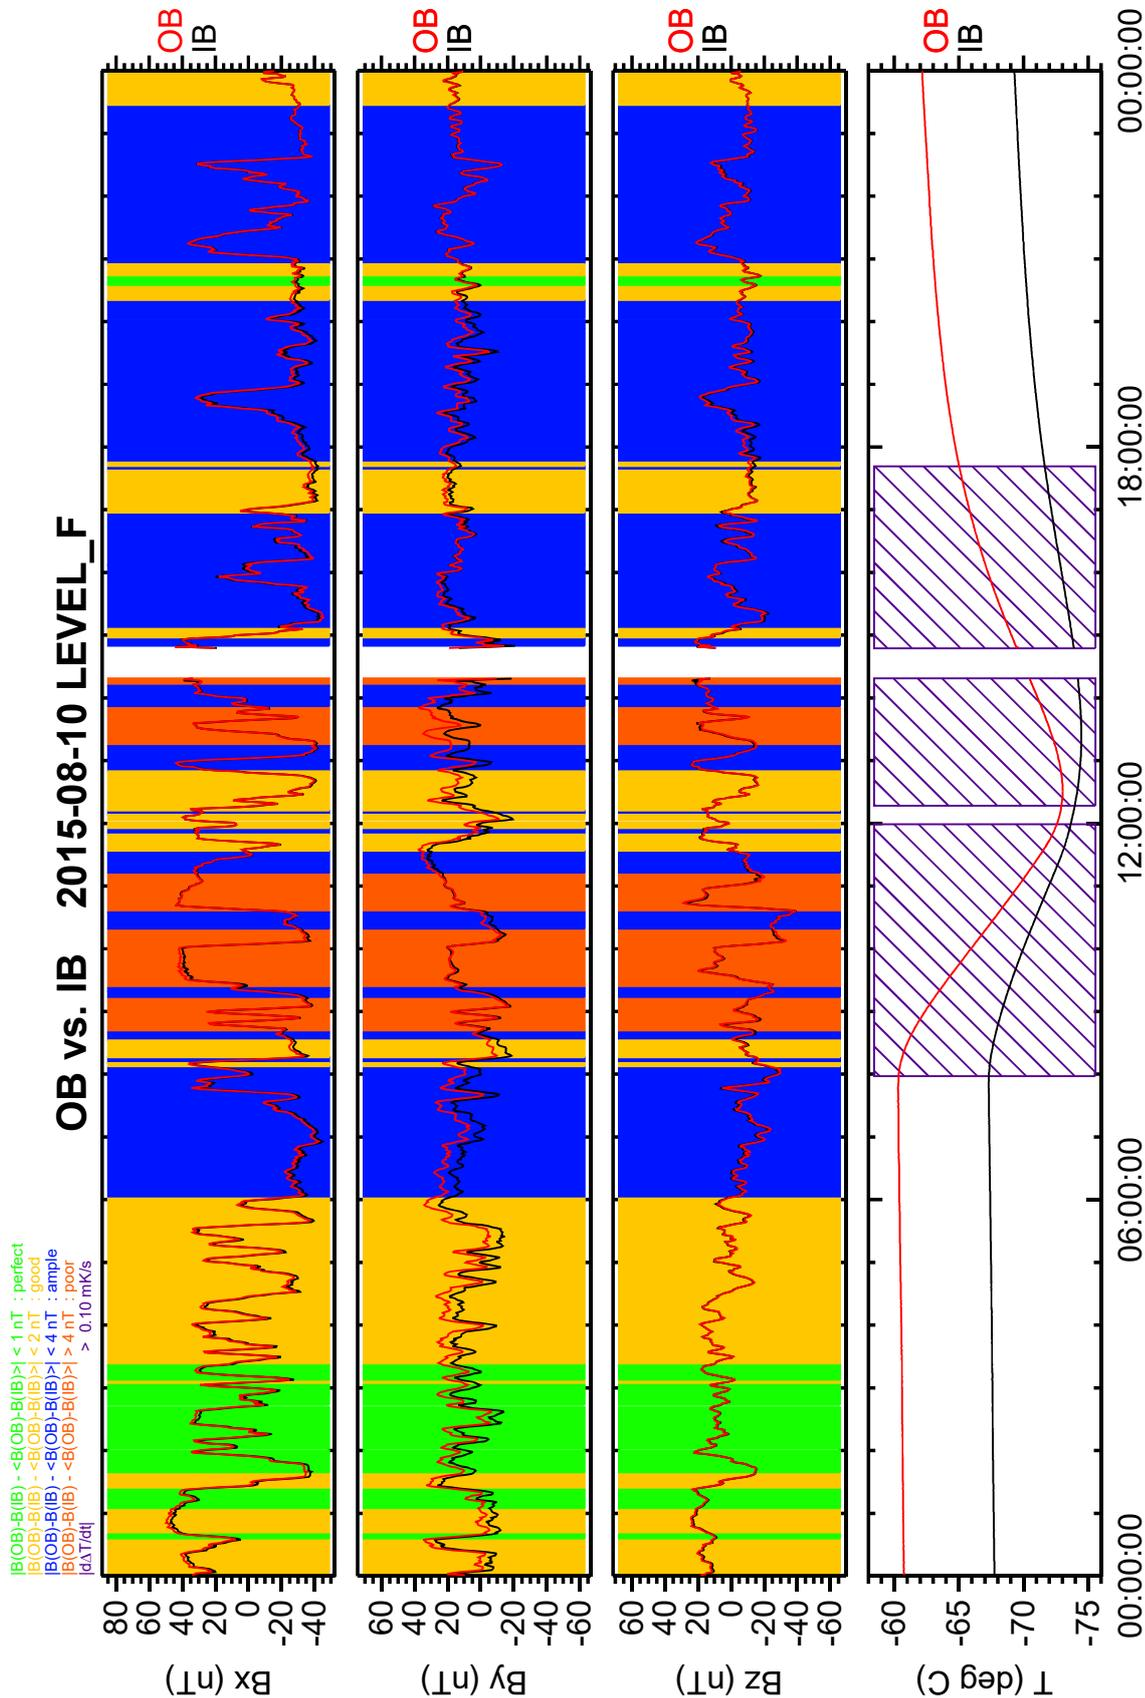 OB vs. IB 2015-08-10 LEVEL_F
|B(OB)-B(IB) - <B(OB)-B(IB)>| < 1 nT : perfect
|B(OB)-B(IB) - <B(OB)-B(IB)>| < 2 nT : good
|B(OB)-B(IB) - <B(OB)-B(IB)>| < 4 nT : ample
|B(OB)-B(IB) - <B(OB)-B(IB)>| > 4 nT : poor
|dΔT/dt| > 0.10 mK/s
Bx (nT)
80
60
40
20
0
-20
-40
OB
IB
By (nT)
60
40
20
0
-20
-40
-60
OB
IB
Bz (nT)
60
40
20
0
-20
-40
-60
OB
IB
T (deg C)
-60
-65
-70
-75
OB
IB
00:00:00
06:00:00
12:00:00
18:00:00
00:00:00